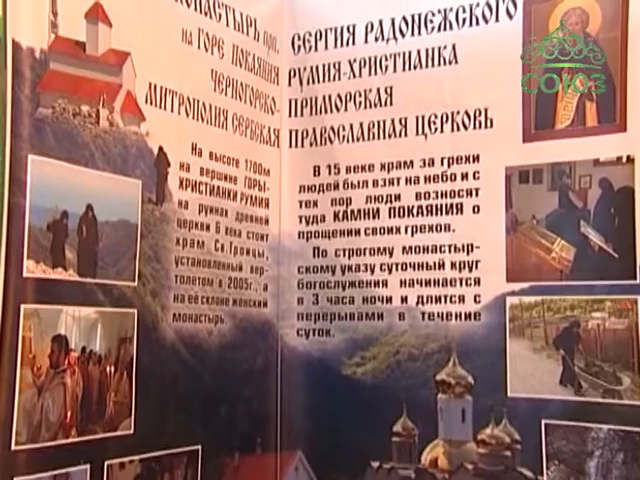 МОНАСТЫРЬ прп.
СЕРГИЯ РАДОНЕЖСКОГО
НА ГОРЕ ПОКАЯНИЯ
РУМИЯ-ХРИСТИАНКА
ЧЕРНОГОРСКО-
ПРИМОРСКАЯ
МИТРОПОЛИЯ СЕРБСКАЯ
ПРАВОСЛАВНАЯ ЦЕРКОВЬ
На высоте 1700м
на вершине ГОРЫ-
ХРИСТИАНКИ РУМИЯ
на руинах древней
церкви 6 века стоит
храм Св.Троицы,
установленный вер-
толетом в 2005г., а
на её склоне женский
монастырь.
В 15 веке храм за грехи
людей был взят на небо и с
тех пор люди возносят
туда КАМНИ ПОКАЯНИЯ о
прощении своих грехов.
По строгому монастыр-
скому указу суточный круг
богослужения начинается
в 3 часа ночи и длится с
перерывами в течение
суток.
СОЮЗ